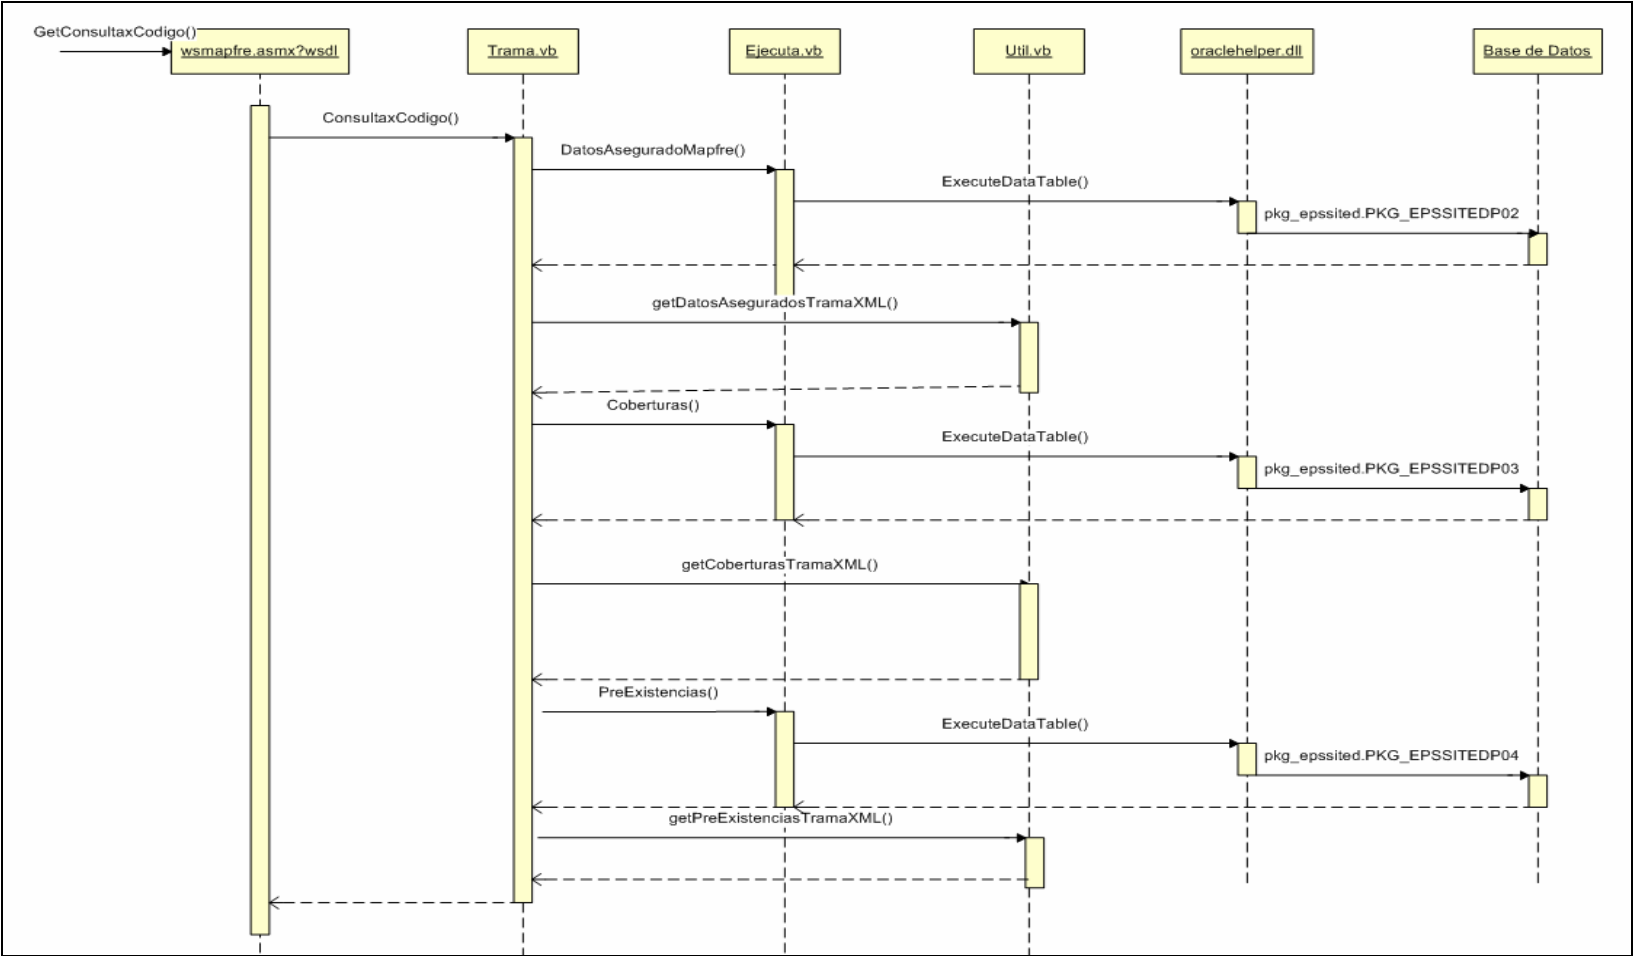 GetConsultaxCodigo()
wsmapfre.asmx?wsdl
Trama.vb
Ejecuta.vb
Util.vb
oraclehelper.dll
Base de Datos
ConsultaxCodigo()
DatosAseguradoMapfre()
ExecuteDataTable()
pkg_epssited.PKG_EPSSITEDP02
getDatosAseguradosTramaXML()
Coberturas()
ExecuteDataTable()
pkg_epssited.PKG_EPSSITEDP03
getCoberturasTramaXML()
PreExistencias()
ExecuteDataTable()
pkg_epssited.PKG_EPSSITEDP04
getPreExistenciasTramaXML()